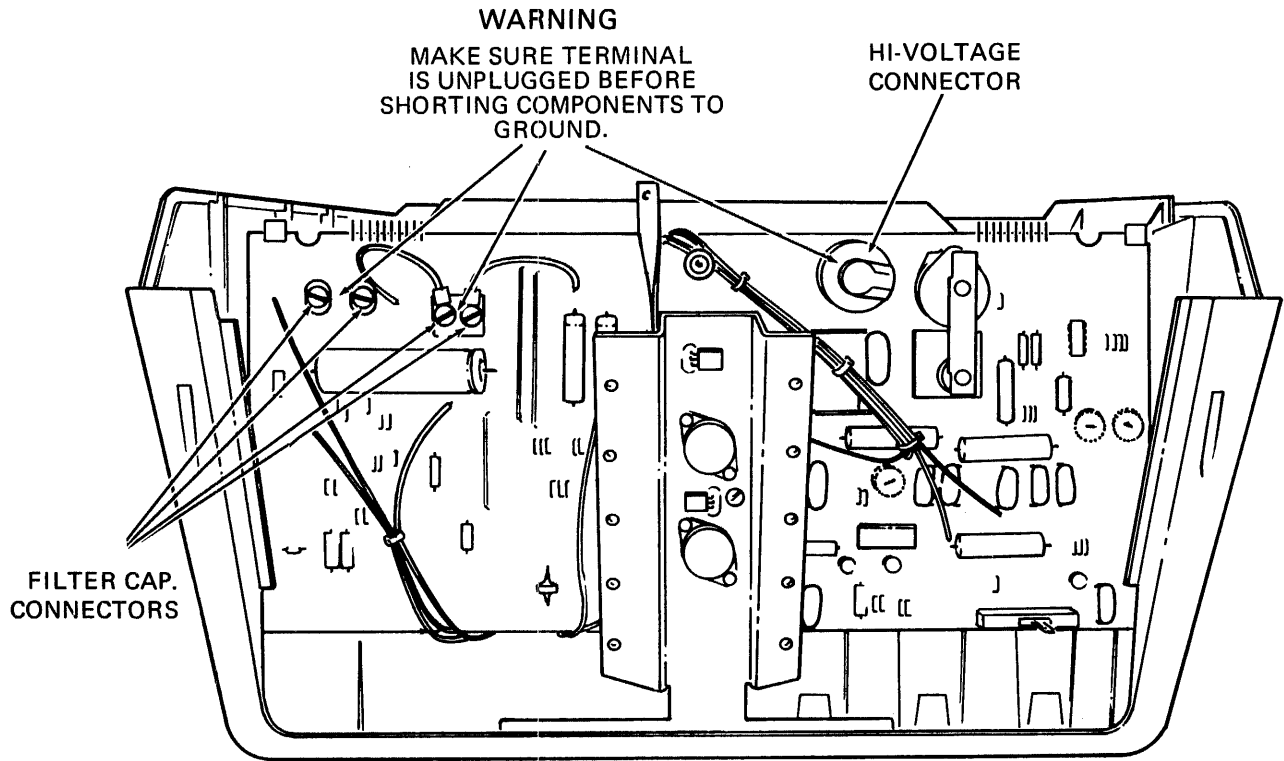 WARNING
MAKE SURE TERMINAL
IS UNPLUGGED BEFORE
SHORTING COMPONENTS TO
GROUND.
HI-VOLTAGE
CONNECTOR
FILTER CAP.
CONNECTORS